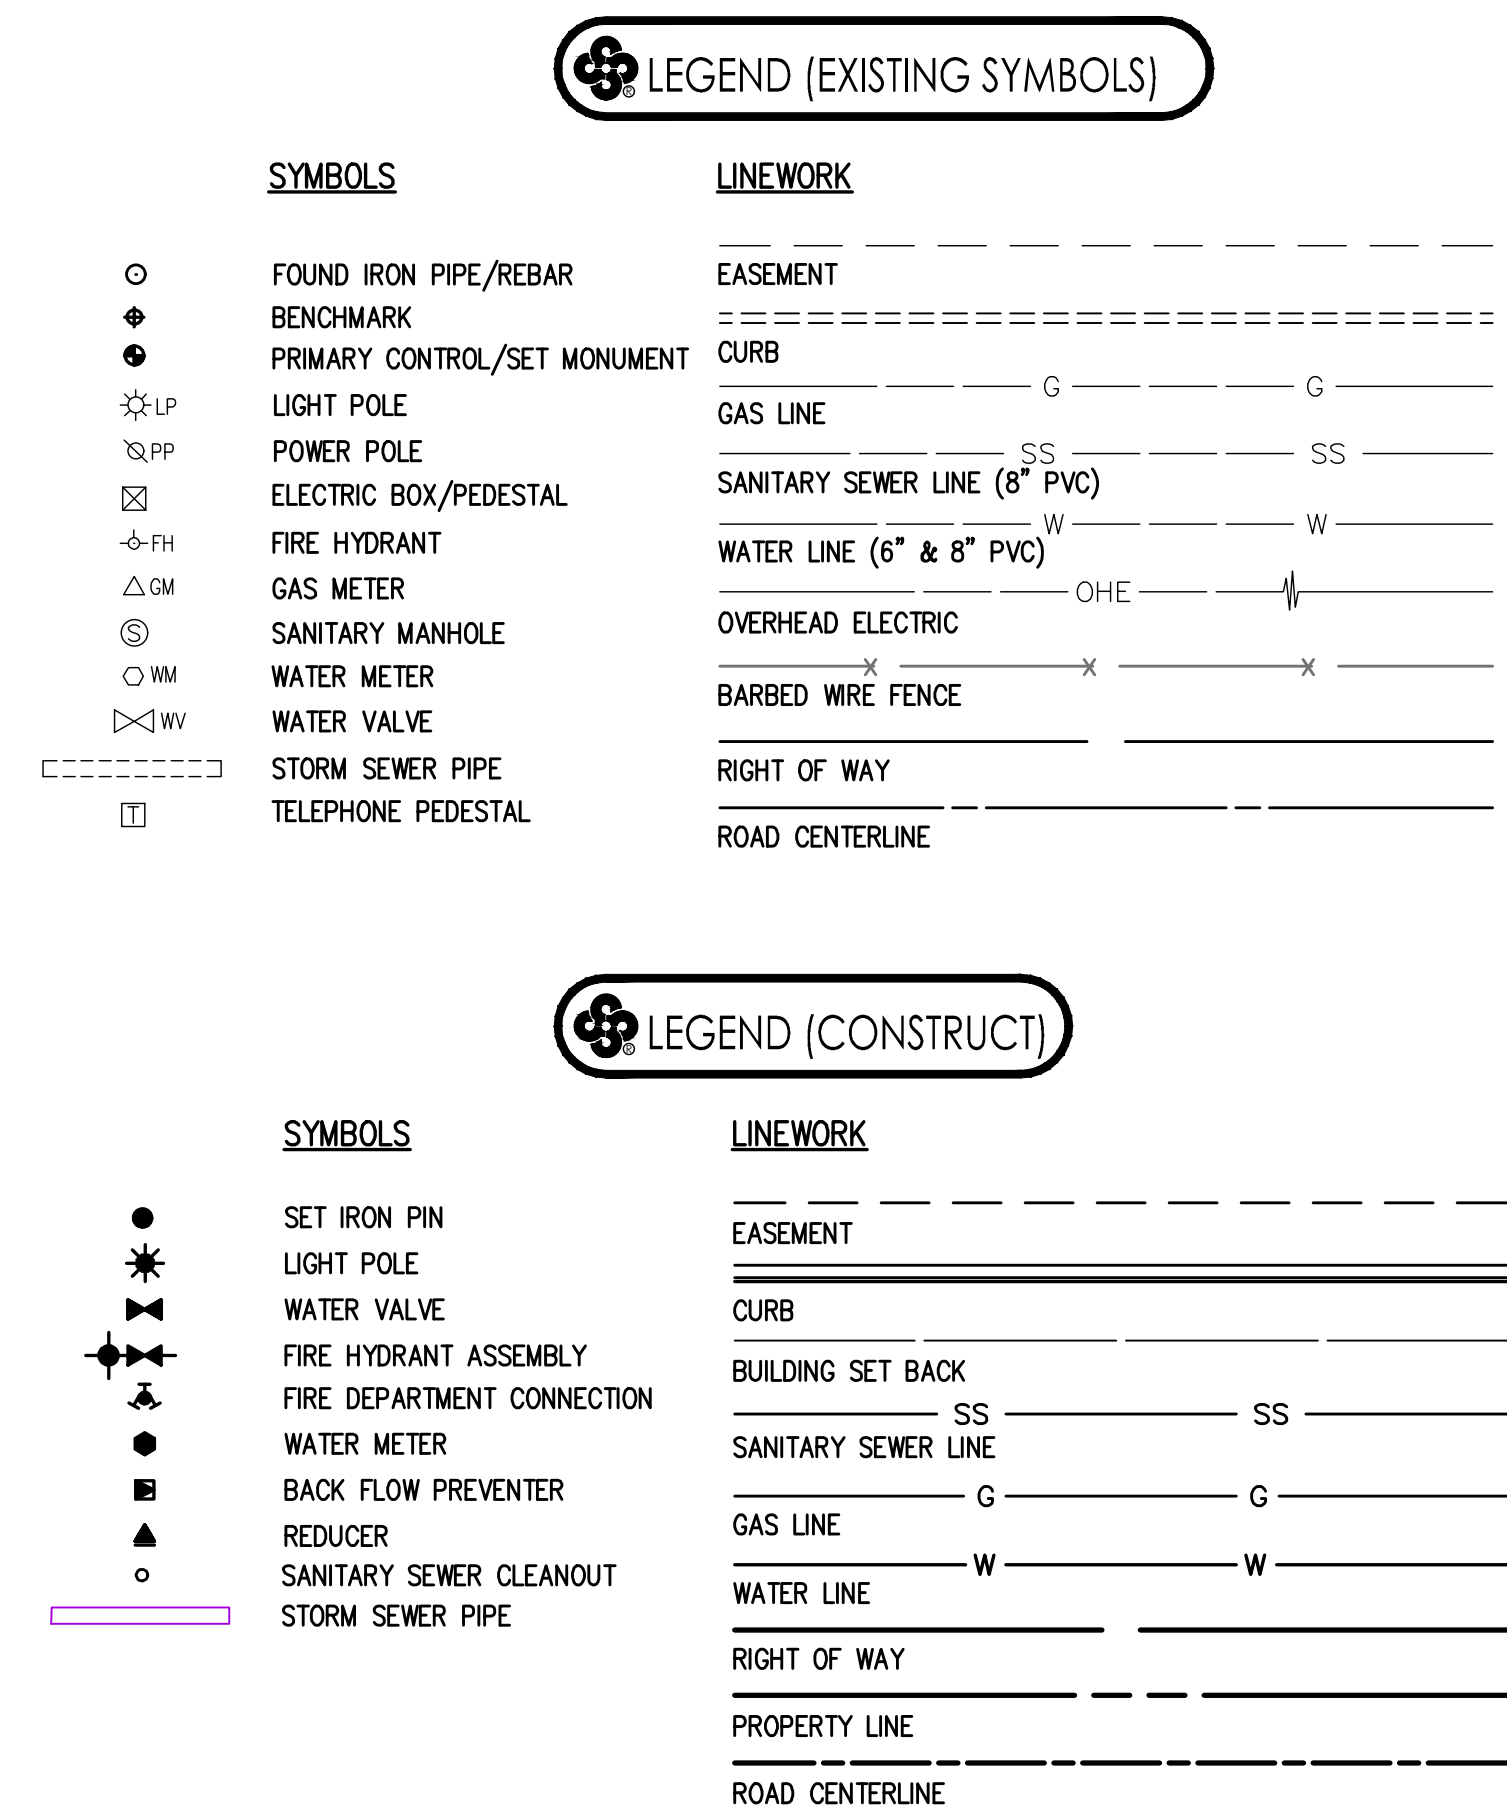 ® LEGEND (EXISTING SYMBOLS)
SYMBOLS
FOUND IRON PIPE/REBAR
BENCHMARK
PRIMARY CONTROL/SET MONUMENT
LP LIGHT POLE
PP POWER POLE
ELECTRIC BOX/PEDESTAL
FH FIRE HYDRANT
GM GAS METER
S SANITARY MANHOLE
WM WATER METER
WV WATER VALVE
STORM SEWER PIPE
T TELEPHONE PEDESTAL
LINEWORK
EASEMENT
CURB
G G
GAS LINE
SS SS
SANITARY SEWER LINE (8" PVC)
W W
WATER LINE (6" & 8" PVC)
OHE
OVERHEAD ELECTRIC
X X X
BARBED WIRE FENCE
RIGHT OF WAY
ROAD CENTERLINE
® LEGEND (CONSTRUCT)
SYMBOLS
SET IRON PIN
LIGHT POLE
WATER VALVE
FIRE HYDRANT ASSEMBLY
FIRE DEPARTMENT CONNECTION
WATER METER
BACK FLOW PREVENTER
REDUCER
SANITARY SEWER CLEANOUT
STORM SEWER PIPE
LINEWORK
EASEMENT
CURB
BUILDING SET BACK
SS SS
SANITARY SEWER LINE
G G
GAS LINE
W W
WATER LINE
RIGHT OF WAY
PROPERTY LINE
ROAD CENTERLINE